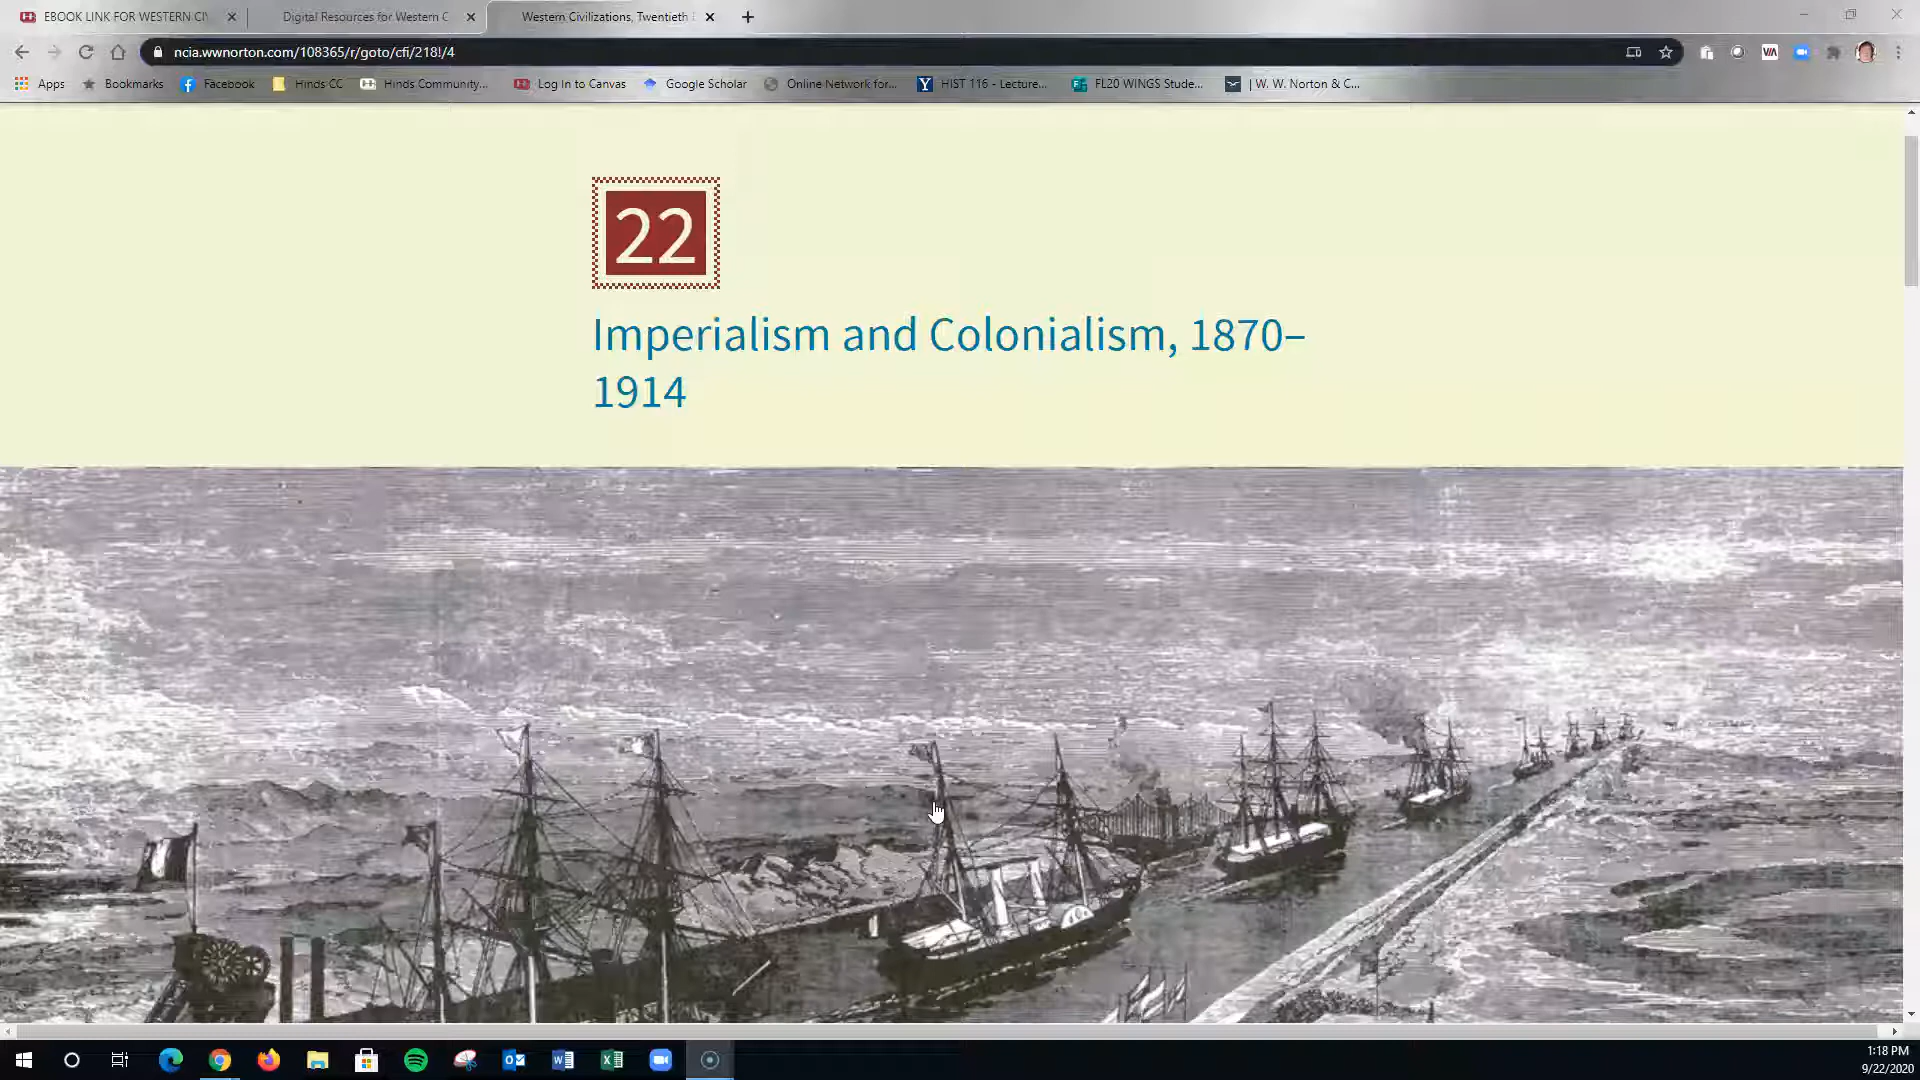 EBOOK LINK FOR WESTERN CI
Digital Resources for Western C
Western Civilizations, Twentieth
ncia.wwnorton.com/108365/r/goto/cfi/218!/4
Apps
Bookmarks
Facebook
Hinds CC
Hinds Community...
Log In to Canvas
Google Scholar
Online Network for...
HIST 116 - Lecture...
FL20 WINGS Stude...
| W. W. Norton & C...
22
Imperialism and Colonialism, 1870–
1914
1:18 PM
9/22/2020